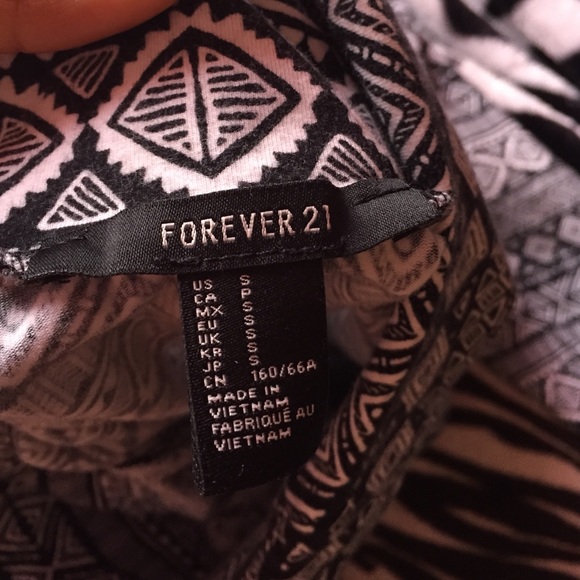 FOREVER 21
US S
CA P
MX S
EU S
UK S
KR S
JP S
CN 160/66A
MADE IN
VIETNAM
FABRIQUÉ AU
VIETNAM